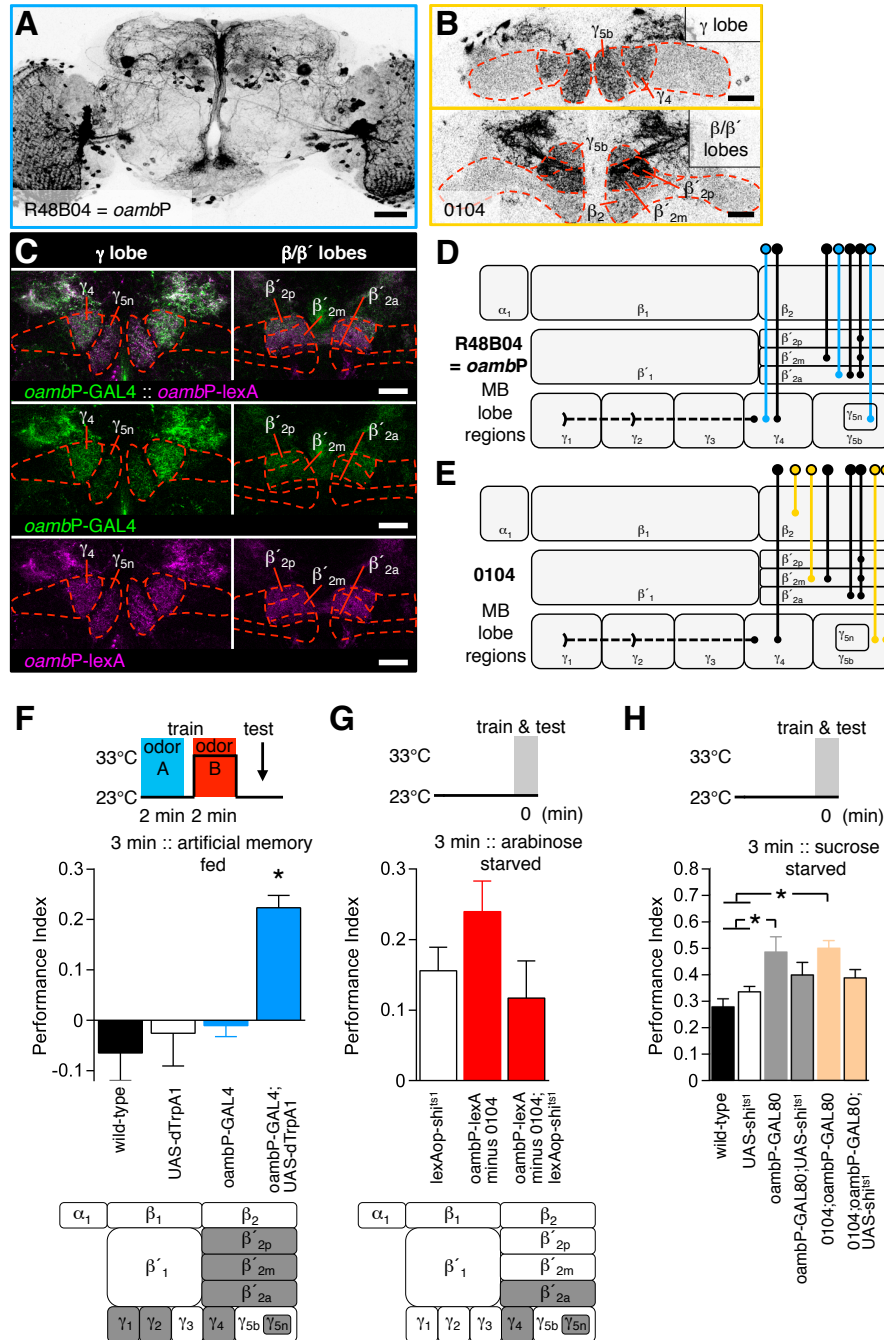 A
R48B04 = oambP
B
γ5b
γ lobe
γ4
γ5b
β/β´ lobes
β´2p
β´2m
β2
0104
C
γ lobe
β/β´ lobes
γ4
γ5n
β´2p
β´2m
β´2a
oambP-GAL4 :: oambP-lexA
γ4
γ5n
β´2p
β´2m
β´2a
oambP-GAL4
γ4
γ5n
β´2p
β´2m
β´2a
oambP-lexA
D
α1
β1
β2
R48B04 = oambP
β´1
β´2p
β´2m
β´2a
MB lobe regions
γ1
γ2
γ3
γ4
γ5n
γ5b
E
α1
β1
β2
0104
β´1
β´2p
β´2m
β´2a
MB lobe regions
γ1
γ2
γ3
γ4
γ5n
γ5b
F
train
test
33°C
23°C
odor A
odor B
2 min
2 min
3 min :: artificial memory
fed
Performance Index
0.3
0.2
0.1
0
-0.1
*
wild-type
UAS-dTrpA1
oambP-GAL4
oambP-GAL4;
UAS-dTrpA1
α1
β1
β2
β´1
β´2p
β´2m
β´2a
γ1
γ2
γ3
γ4
γ5b
γ5n
G
train & test
33°C
23°C
0 (min)
3 min :: arabinose
starved
Performance Index
0.3
0.2
0.1
0
lexAop-shits1
oambP-lexA
minus 0104
oambP-lexA
minus 0104;
lexAop-shits1
α1
β1
β2
β´1
β´2p
β´2m
β´2a
γ1
γ2
γ3
γ4
γ5b
γ5n
H
train & test
33°C
23°C
0 (min)
3 min :: sucrose
starved
Performance Index
0.8
0.7
0.6
0.5
0.4
0.3
0.2
0.1
0
*
*
wild-type
UAS-shits1
oambP-GAL80
oambP-GAL80;UAS-shits1
0104;oambP-GAL80
0104;oambP-GAL80;
UAS-shits1